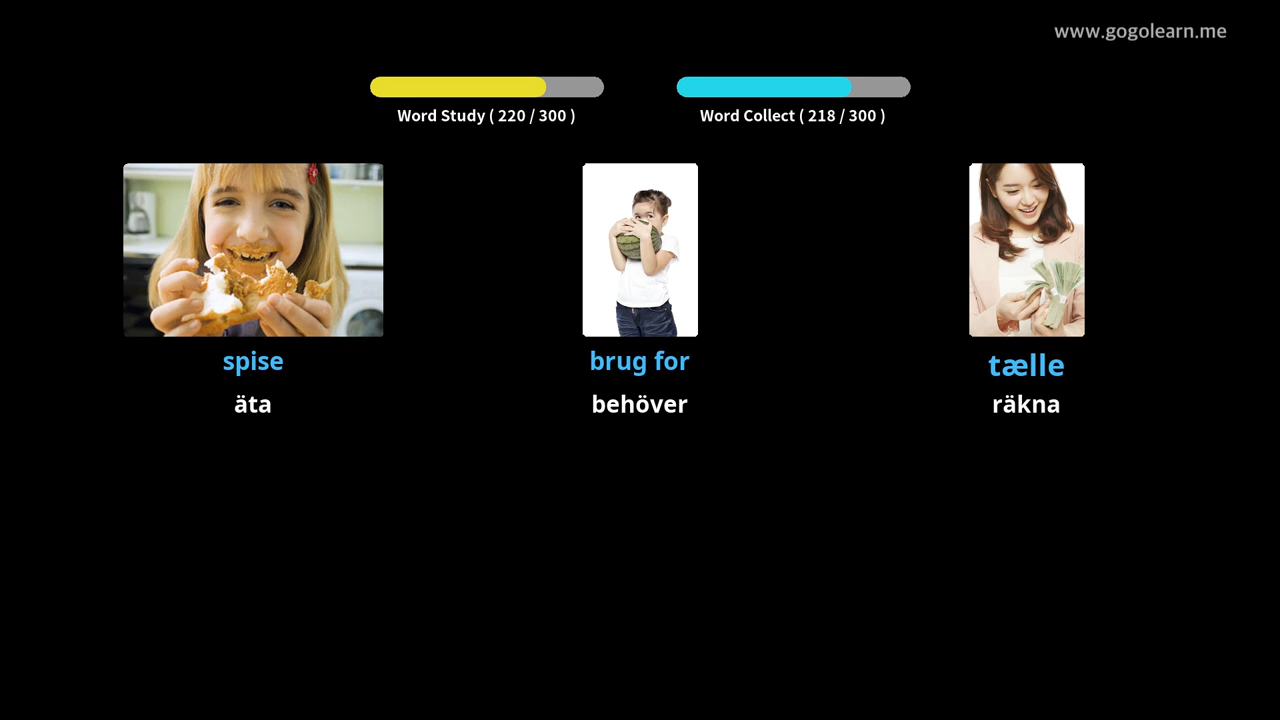 www.gogolearn.me
Word Study ( 220 / 300 )
Word Collect ( 218 / 300 )
spise
brug for
tælle
äta
behöver
räkna